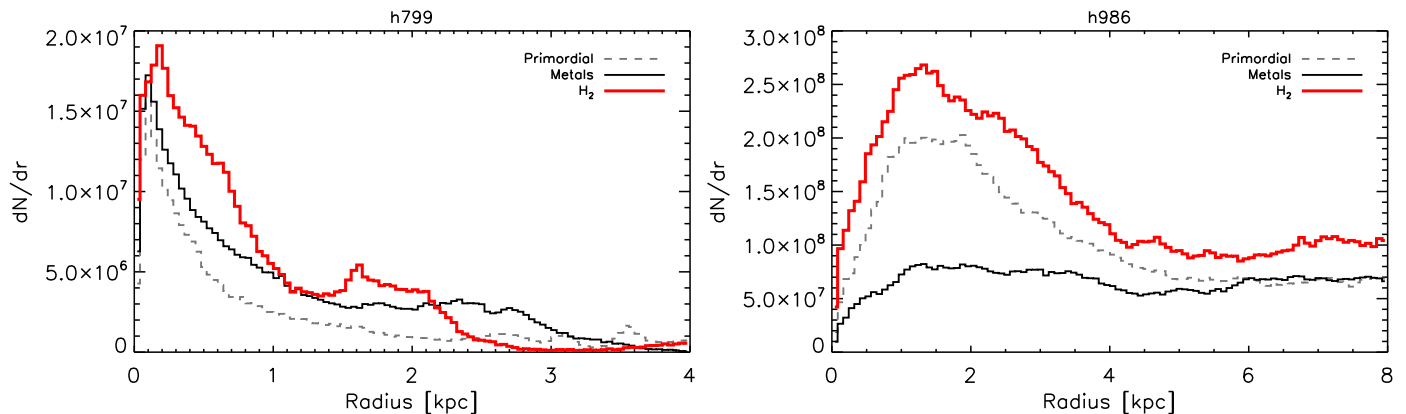 h799
dN/dr
2.0×10⁷
1.5×10⁷
1.0×10⁷
5.0×10⁶
0
Primordial
Metals
H₂
0 1 2 3 4
Radius [kpc]
h986
dN/dr
3.0×10⁸
2.5×10⁸
2.0×10⁸
1.5×10⁸
1.0×10⁸
5.0×10⁷
0
Primordial
Metals
H₂
0 2 4 6 8
Radius [kpc]